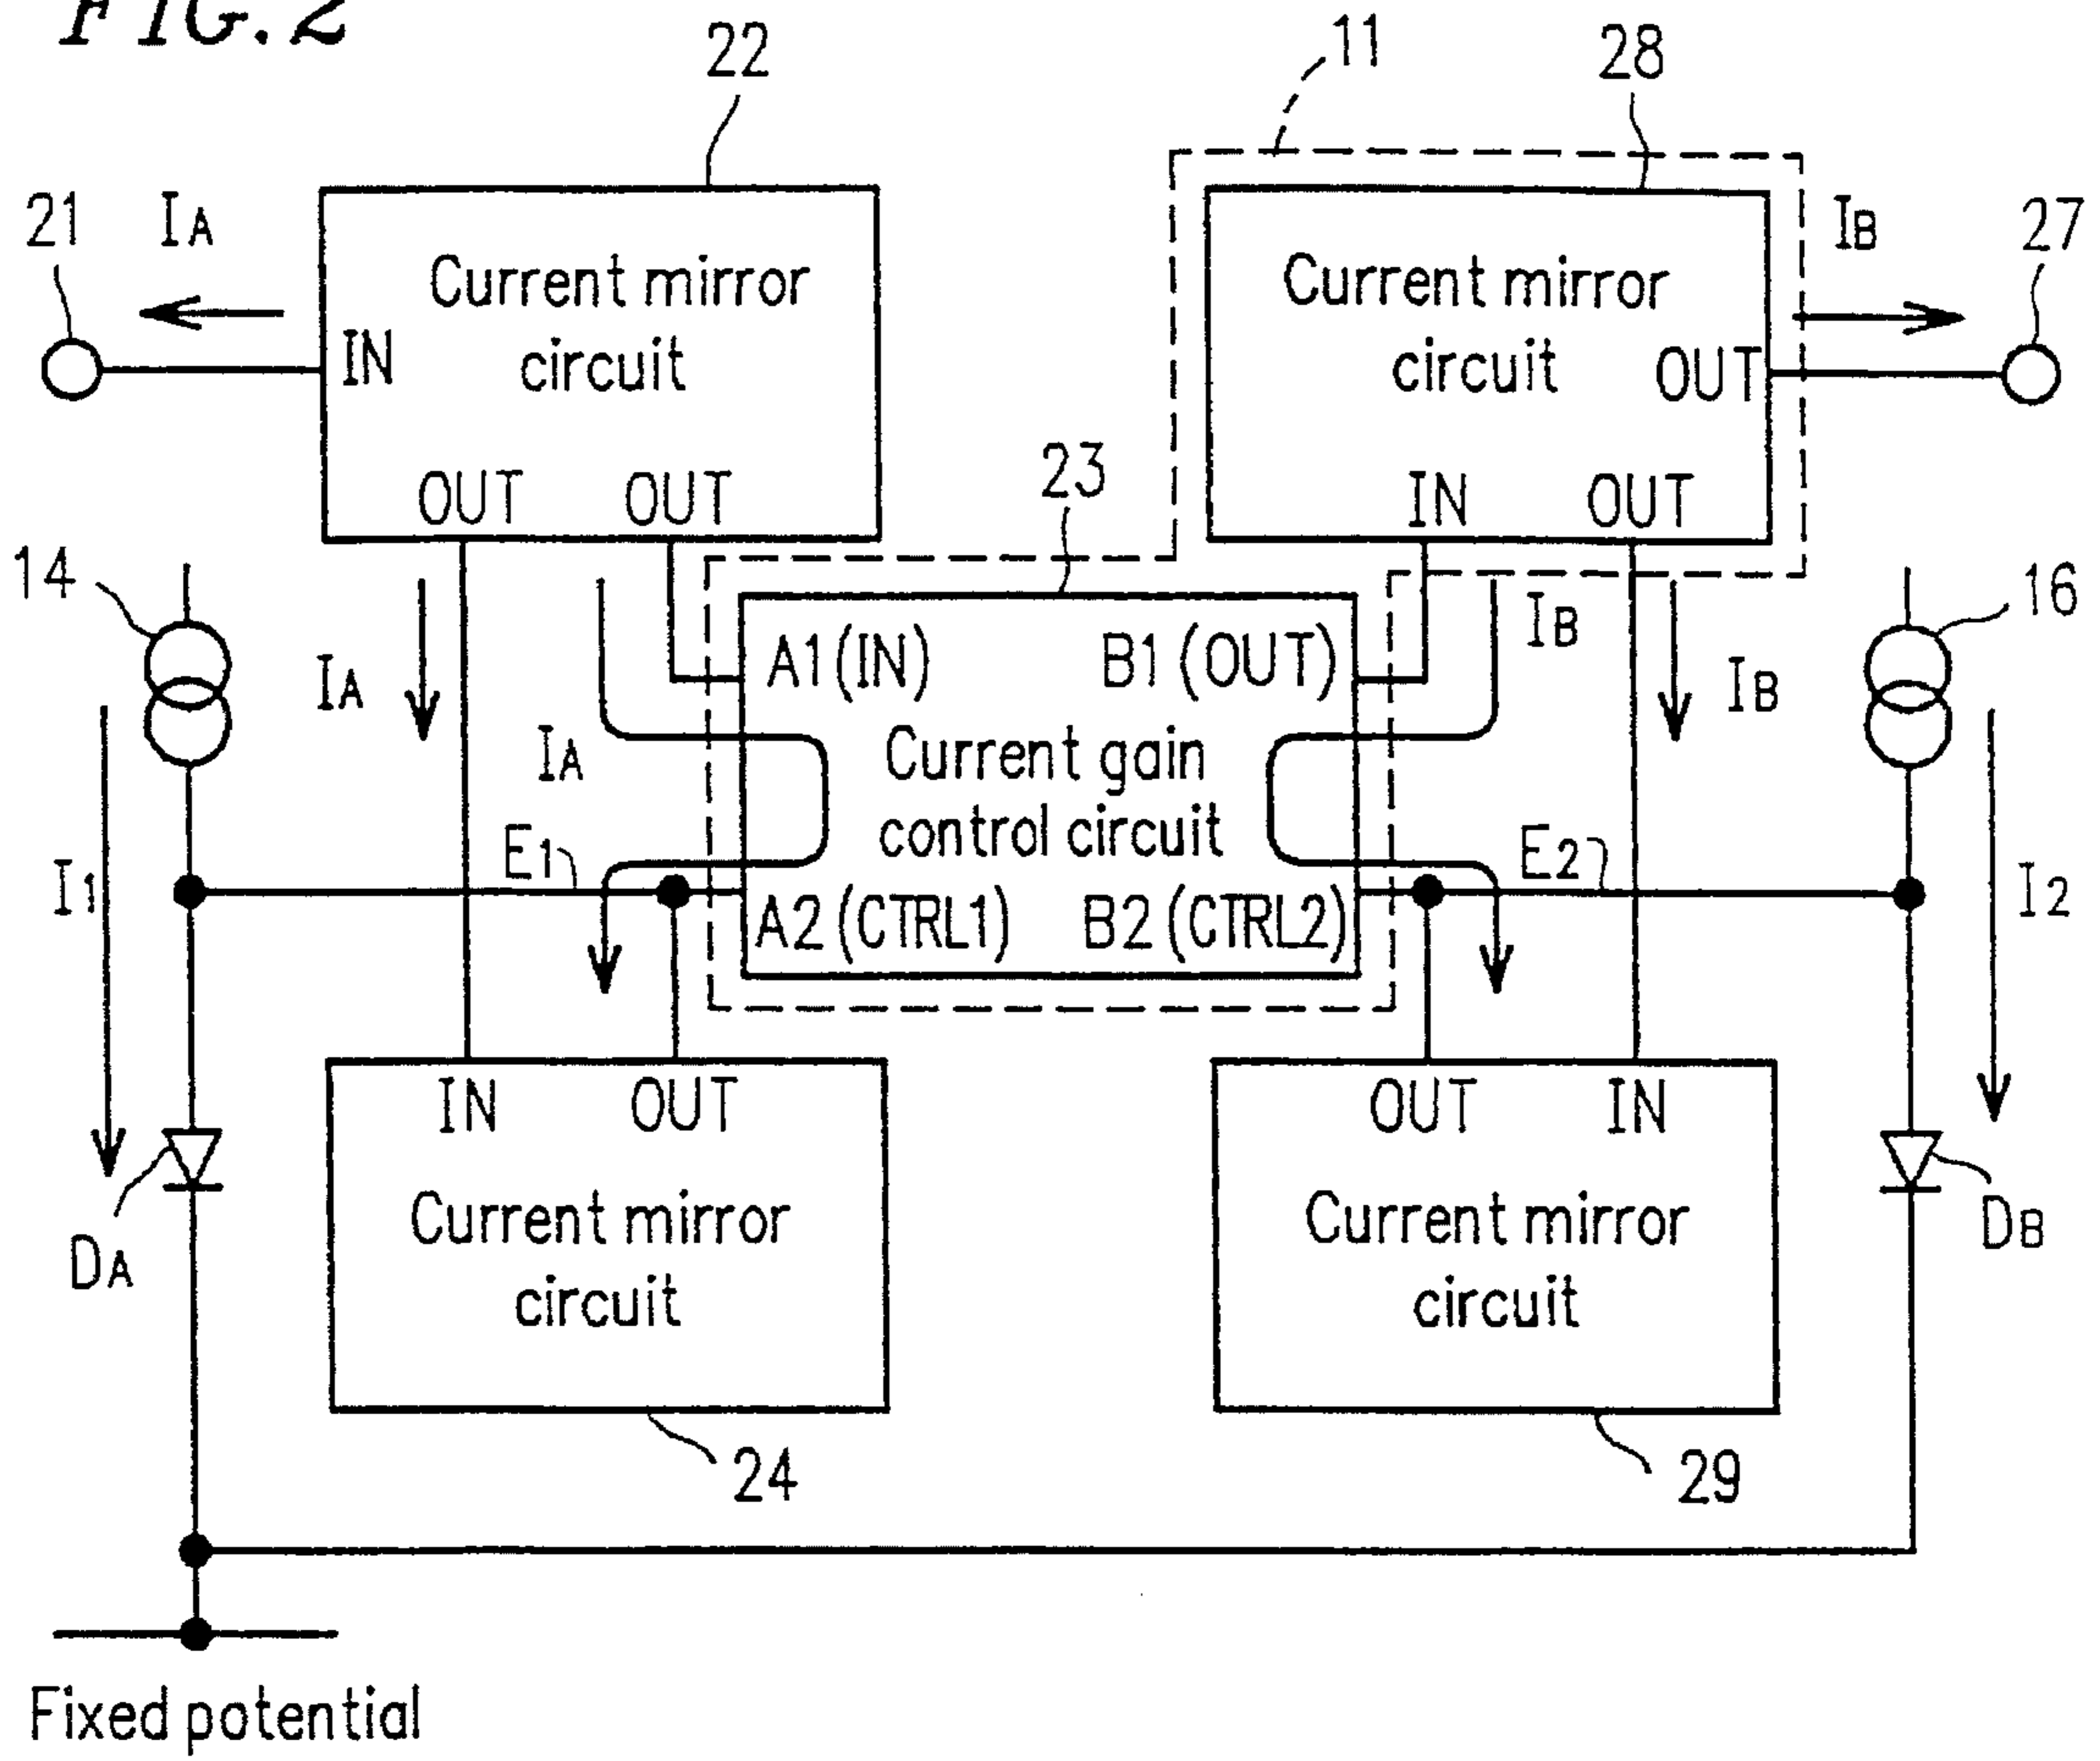 FIG. 2
22
11
28
21
IA
IB
27
Current mirror
circuit
IN
OUT
OUT
Current mirror
circuit
OUT
IN
OUT
23
14
16
IA
IA
A1 (IN)
B1 (OUT)
Current gain
control circuit
A2 (CTRL1)
B2 (CTRL2)
IB
IB
I1
E1
E2
I2
IN
OUT
Current mirror
circuit
OUT
IN
Current mirror
circuit
DA
DB
24
29
Fixed potential